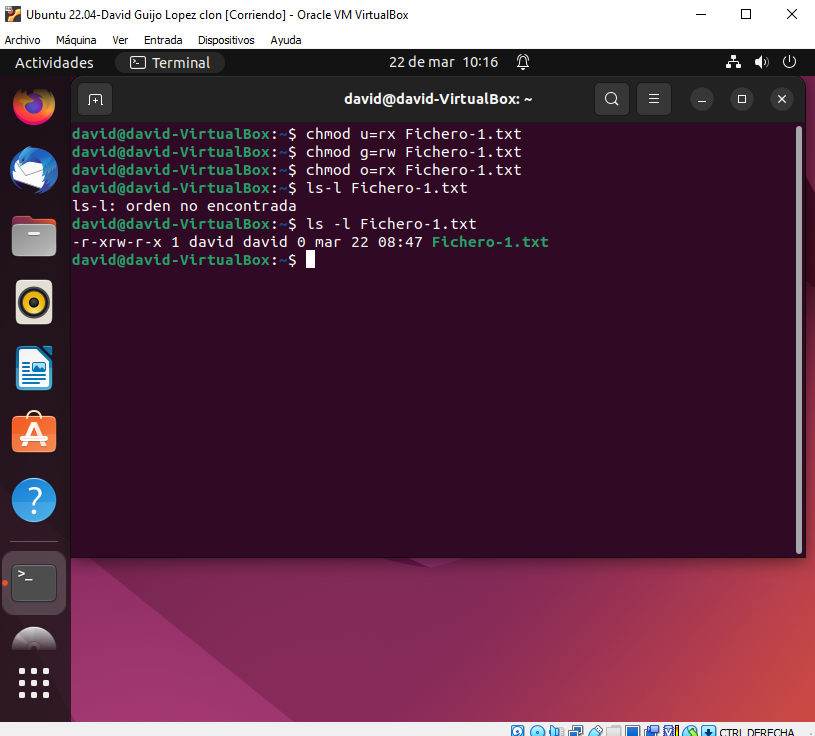 Ubuntu 22.04-David Guijo Lopez clon [Corriendo] - Oracle VM VirtualBox
Archivo Máquina Ver Entrada Dispositivos Ayuda
Actividades Terminal 22 de mar 10:16
david@david-VirtualBox: ~
david@david-VirtualBox:~$ chmod u=rx Fichero-1.txt
david@david-VirtualBox:~$ chmod g=rw Fichero-1.txt
david@david-VirtualBox:~$ chmod o=rx Fichero-1.txt
david@david-VirtualBox:~$ ls-l Fichero-1.txt
ls-l: orden no encontrada
david@david-VirtualBox:~$ ls -l Fichero-1.txt
-r-xrw-r-x 1 david david 0 mar 22 08:47 Fichero-1.txt
david@david-VirtualBox:~$
CTRL DERECHA